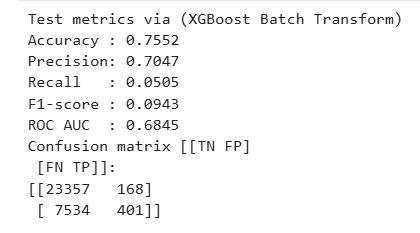 Test metrics via (XGBoost Batch Transform)
Accuracy : 0.7552
Precision: 0.7047
Recall   : 0.0505
F1-score : 0.0943
ROC AUC  : 0.6845
Confusion matrix [[TN FP]
 [FN TP]]:
[[23357   168]
 [ 7534   401]]